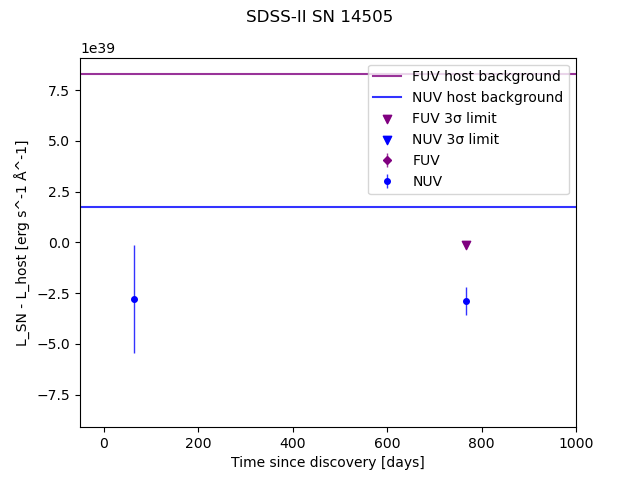 SDSS-II SN 14505
1e39
FUV host background
NUV host background
FUV 3σ limit
NUV 3σ limit
FUV
NUV
7.5
5.0
2.5
0.0
−2.5
−5.0
−7.5
L_SN - L_host [erg s^-1 Å^-1]
0
200
400
600
800
1000
Time since discovery [days]